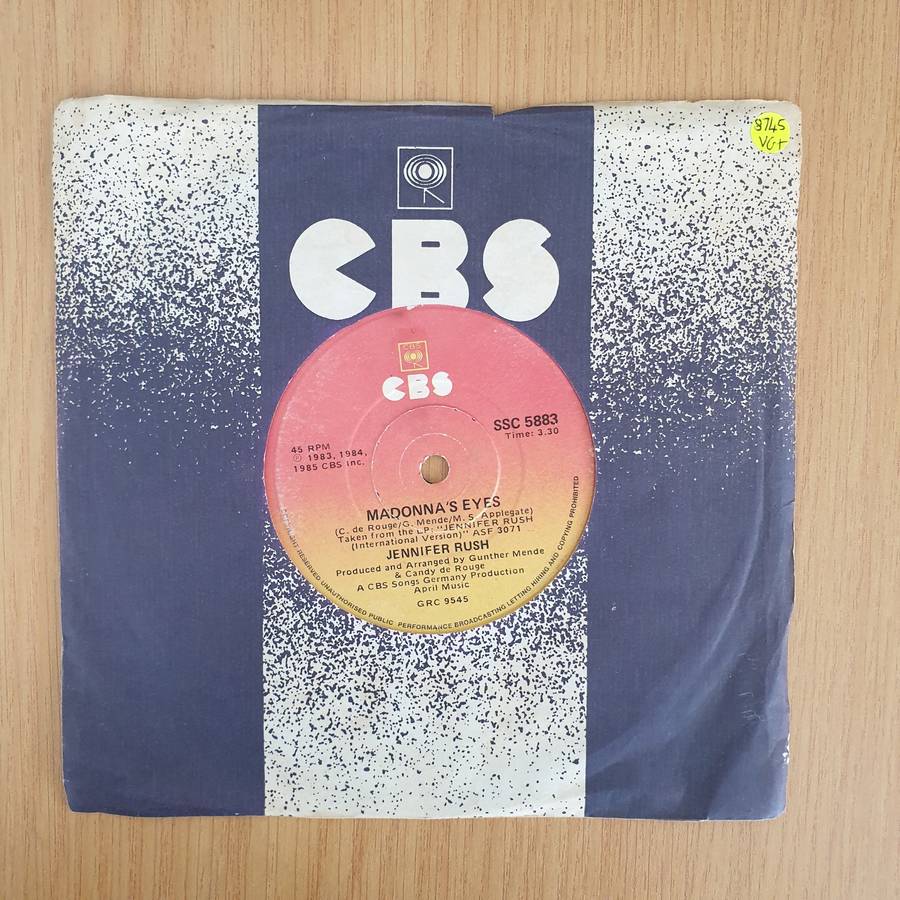 8745
VG+
CBS
CBS
CBS
SSC 5883
Time: 3.30
45 RPM
℗ 1983, 1984,
1985 CBS Inc.
MADONNA'S EYES
(C. de Rouge/G. Mende/M. S. Applegate)
Taken from the LP: "JENNIFER RUSH
(International Version)" ASF 3071
JENNIFER RUSH
Produced and Arranged by Gunther Mende
& Candy de Rouge
A CBS Songs Germany Production
April Music
GRC 9545
RESERVED UNAUTHORISED PUBLIC PERFORMANCE BROADCASTING LETTING HIRING AND COPYING PROHIBITED